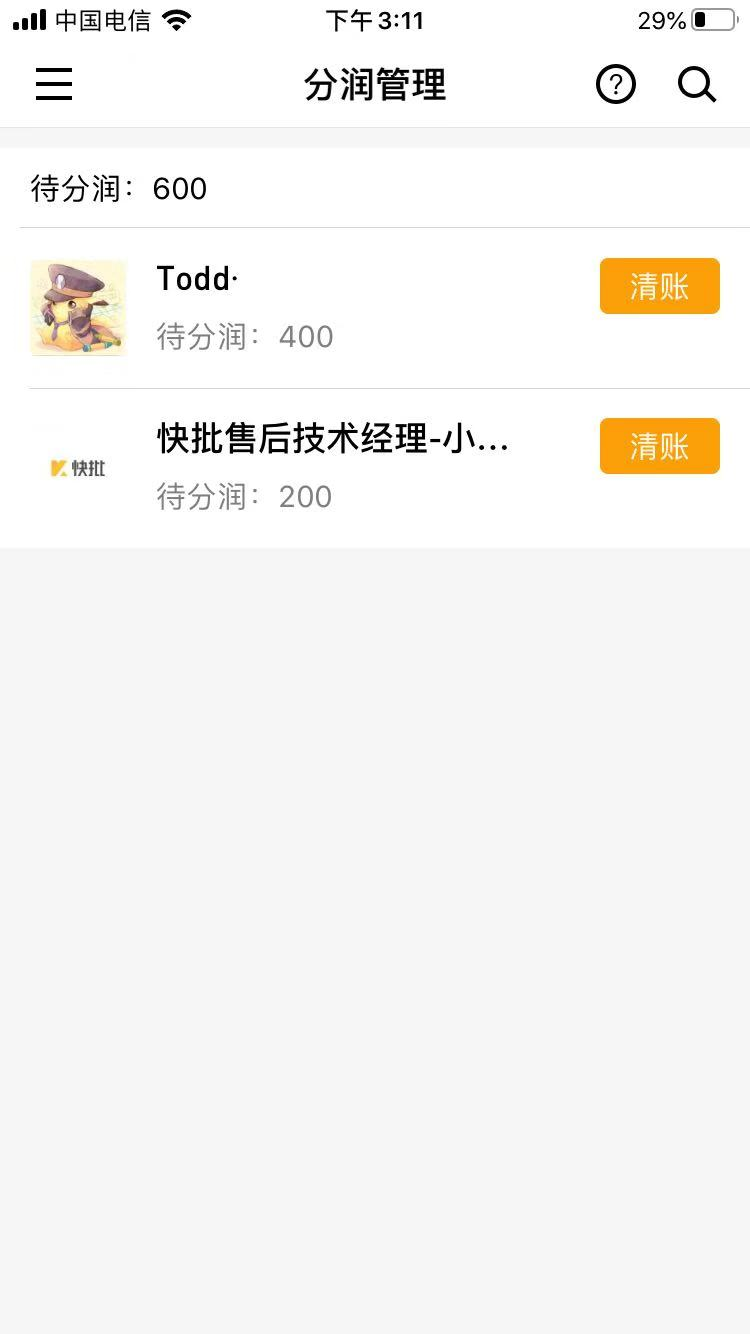 中国电信 下午3:11 29%
分润管理
待分润：600
Todd·
清账
待分润：400
快批售后技术经理-小...
清账
快批
待分润：200